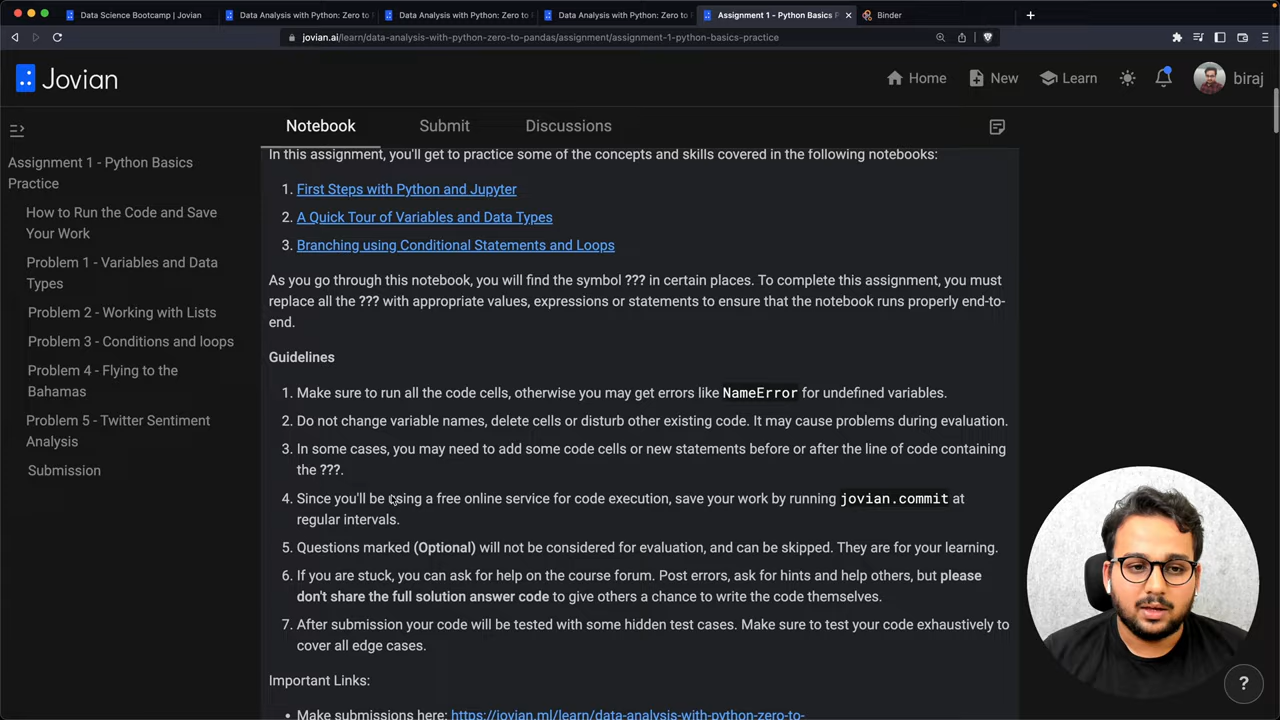 Data Science Bootcamp | Jovian
Data Analysis with Python: Zero to P
Data Analysis with Python: Zero to
Data Analysis with Python: Zero to P
Assignment 1 - Python Basics P
Binder
jovian.ai/learn/data-analysis-with-python-zero-to-pandas/assignment/assignment-1-python-basics-practice
Jovian
Home
New
Learn
biraj
Notebook
Submit
Discussions
Assignment 1 - Python Basics
Practice
How to Run the Code and Save
Your Work
Problem 1 - Variables and Data
Types
Problem 2 - Working with Lists
Problem 3 - Conditions and loops
Problem 4 - Flying to the
Bahamas
Problem 5 - Twitter Sentiment
Analysis
Submission
In this assignment, you'll get to practice some of the concepts and skills covered in the following notebooks:
1. First Steps with Python and Jupyter
2. A Quick Tour of Variables and Data Types
3. Branching using Conditional Statements and Loops
As you go through this notebook, you will find the symbol ??? in certain places. To complete this assignment, you must
replace all the ??? with appropriate values, expressions or statements to ensure that the notebook runs properly end-to-
end.
Guidelines
1. Make sure to run all the code cells, otherwise you may get errors like NameError for undefined variables.
2. Do not change variable names, delete cells or disturb other existing code. It may cause problems during evaluation.
3. In some cases, you may need to add some code cells or new statements before or after the line of code containing
the ???.
4. Since you'll be using a free online service for code execution, save your work by running jovian.commit at
regular intervals.
5. Questions marked (Optional) will not be considered for evaluation, and can be skipped. They are for your learning.
6. If you are stuck, you can ask for help on the course forum. Post errors, ask for hints and help others, but please
don't share the full solution answer code to give others a chance to write the code themselves.
7. After submission your code will be tested with some hidden test cases. Make sure to test your code exhaustively to
cover all edge cases.
Important Links:
• Make submissions here: https://jovian.ml/learn/data-analysis-with-python-zero-to-
?